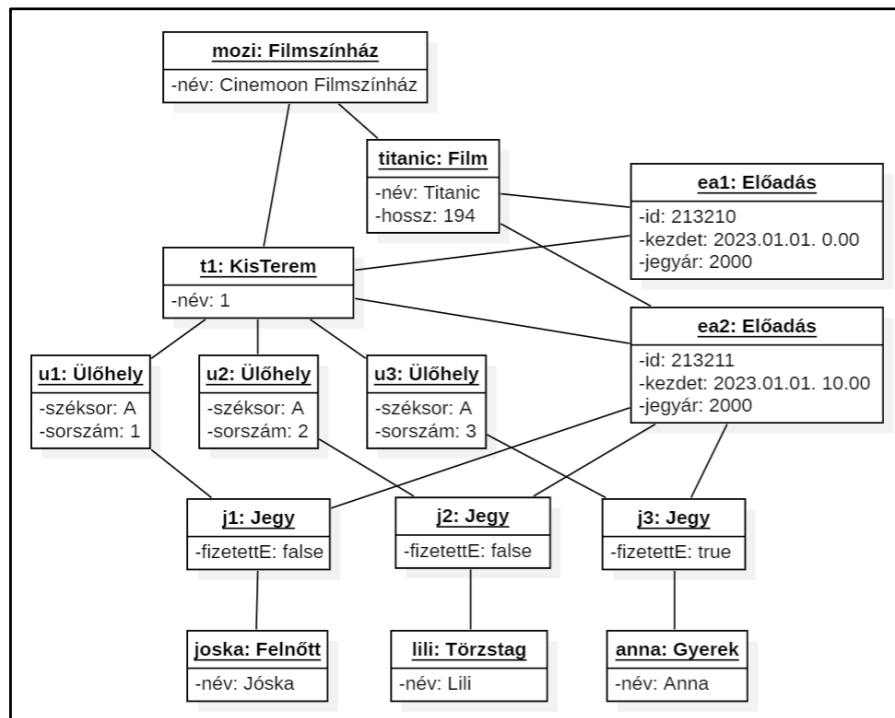 mozi: Filmszínház
-név: Cinemoon Filmszínház
titanic: Film
-név: Titanic
-hossz: 194
ea1: Előadás
-id: 213210
-kezdet: 2023.01.01. 0.00
-jegyár: 2000
t1: KisTerem
-név: 1
ea2: Előadás
-id: 213211
-kezdet: 2023.01.01. 10.00
-jegyár: 2000
u1: Ülőhely
-széksor: A
-sorszám: 1
u2: Ülőhely
-széksor: A
-sorszám: 2
u3: Ülőhely
-széksor: A
-sorszám: 3
j1: Jegy
-fizetettE: false
j2: Jegy
-fizetettE: false
j3: Jegy
-fizetettE: true
joska: Felnőtt
-név: Jóska
lili: Törzstag
-név: Lili
anna: Gyerek
-név: Anna